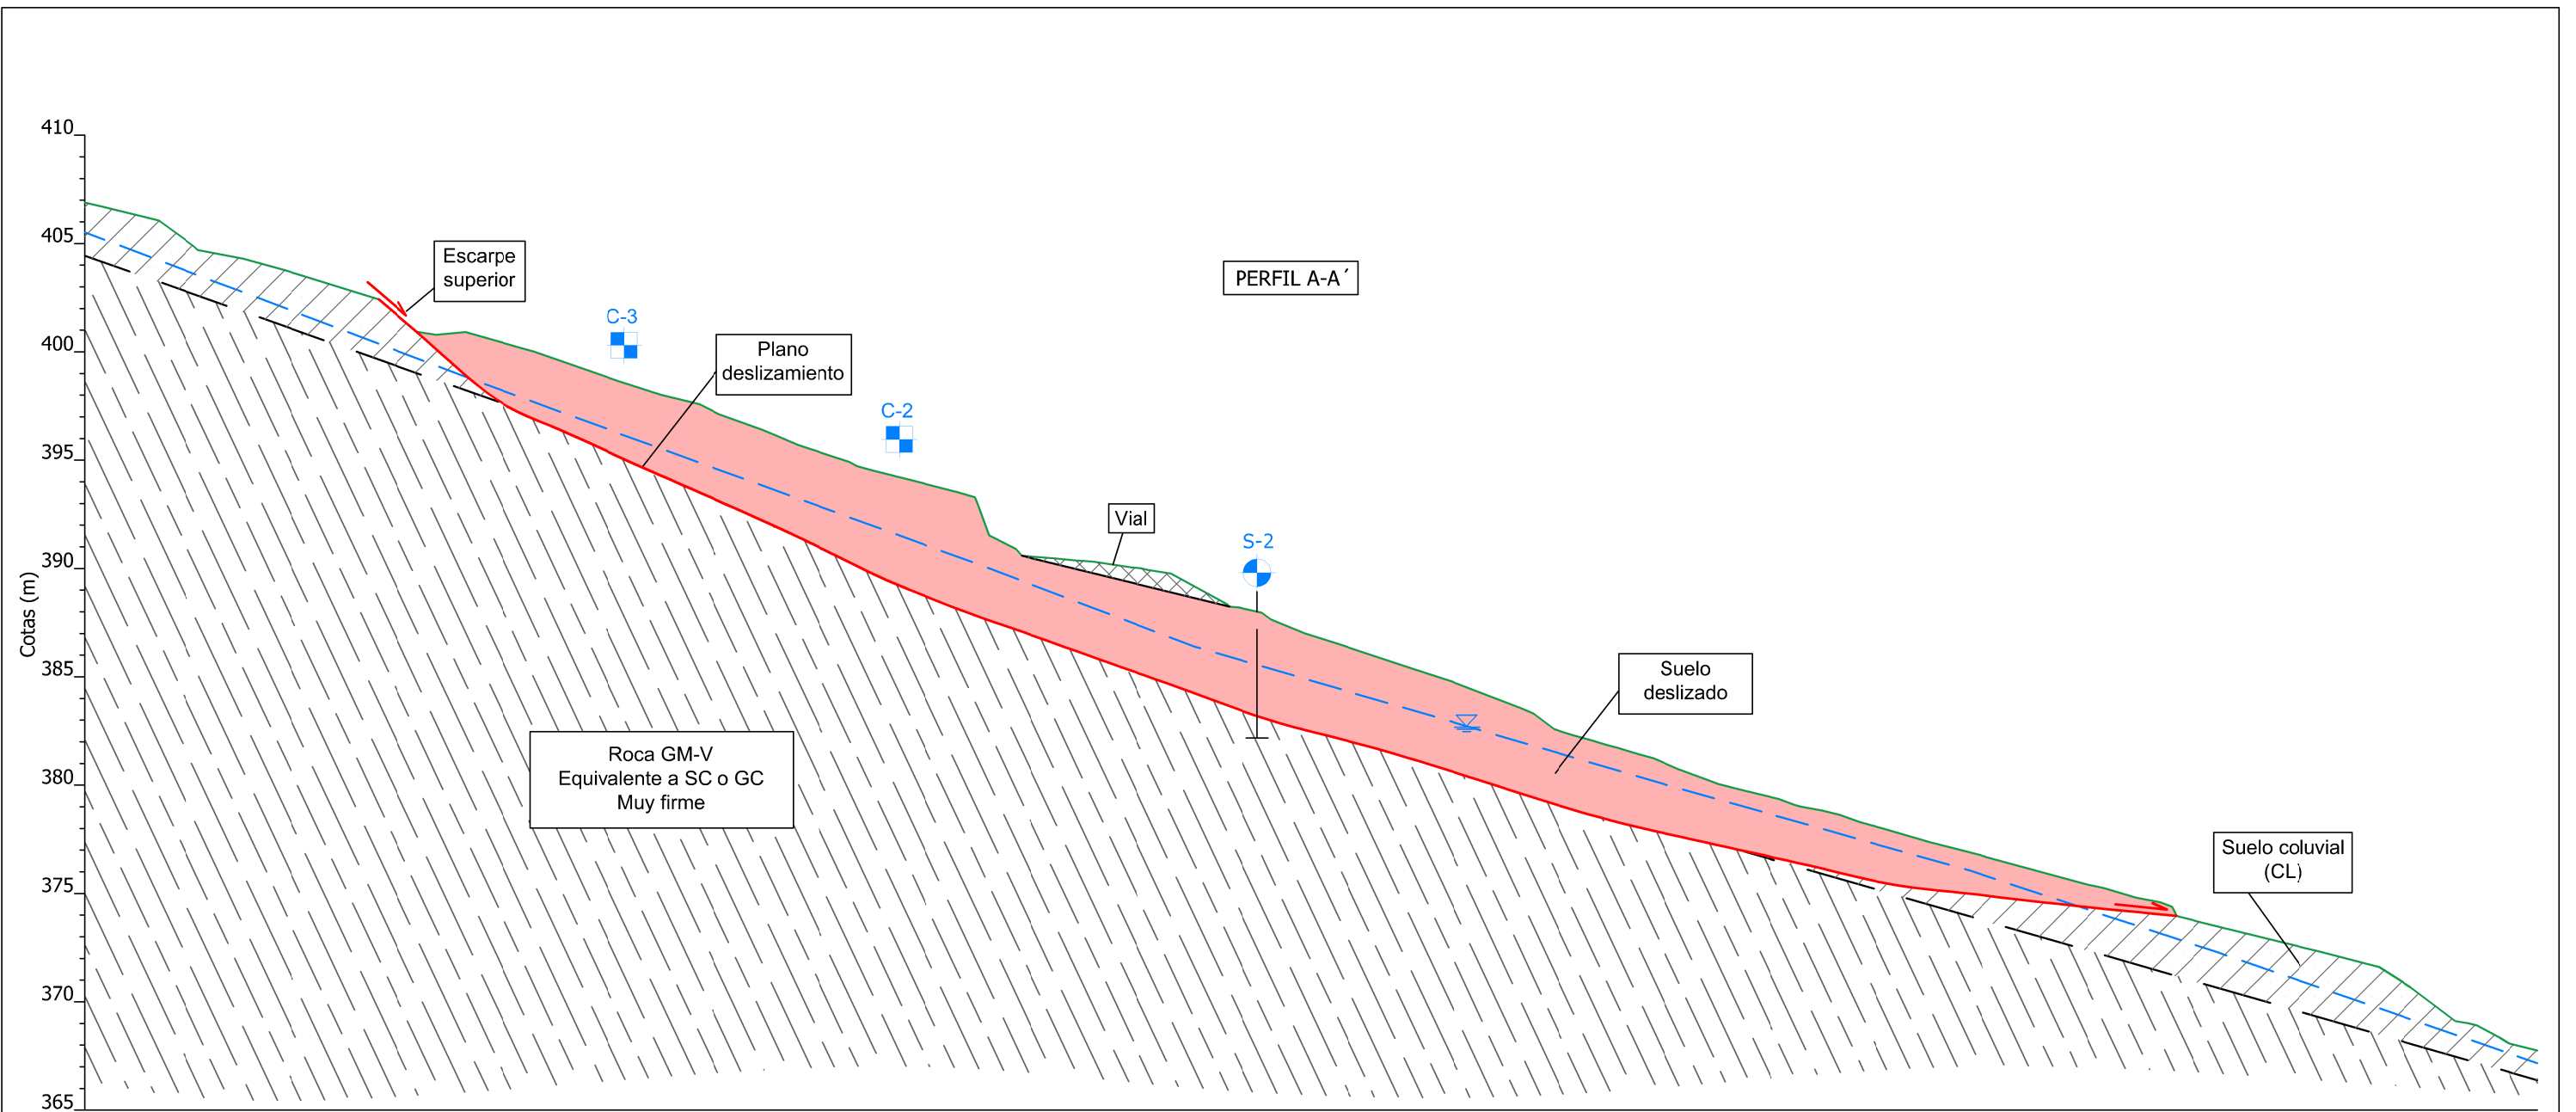 410
405
Escarpe
superior
PERFIL A-A´
C-3
400
Plano
deslizamiento
C-2
395
Vial
S-2
390
Cotas (m)
385
Suelo
deslizado
Roca GM-V
Equivalente a SC o GC
Muy firme
380
Suelo coluvial
(CL)
375
370
365